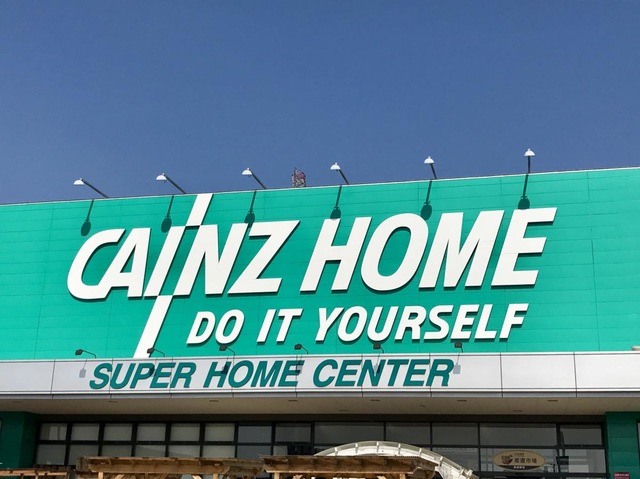 CAINZ HOME
DO IT YOURSELF
SUPER HOME CENTER